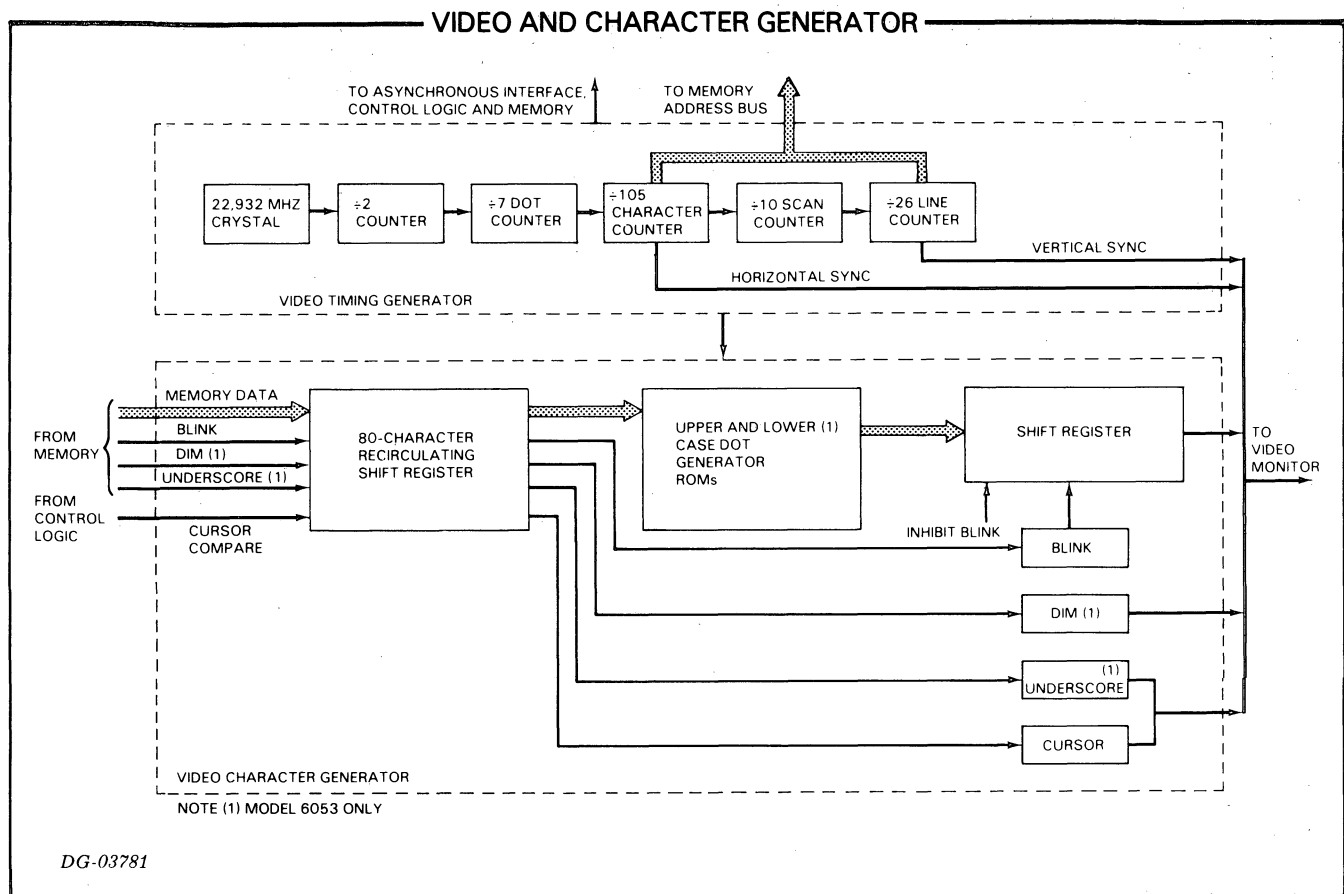 VIDEO AND CHARACTER GENERATOR
TO ASYNCHRONOUS INTERFACE,
CONTROL LOGIC AND MEMORY
TO MEMORY
ADDRESS BUS
22,932 MHZ
CRYSTAL
÷2
COUNTER
÷7 DOT
COUNTER
÷105
CHARACTER
COUNTER
÷10 SCAN
COUNTER
÷26 LINE
COUNTER
VERTICAL SYNC
HORIZONTAL SYNC
VIDEO TIMING GENERATOR
FROM
MEMORY
MEMORY DATA
BLINK
DIM (1)
UNDERSCORE (1)
FROM
CONTROL
LOGIC
CURSOR
COMPARE
80-CHARACTER
RECIRCULATING
SHIFT REGISTER
UPPER AND LOWER (1)
CASE DOT
GENERATOR
ROMs
SHIFT REGISTER
TO
VIDEO
MONITOR
INHIBIT BLINK
BLINK
DIM (1)
(1)
UNDERSCORE
CURSOR
VIDEO CHARACTER GENERATOR
NOTE (1) MODEL 6053 ONLY
DG-03781